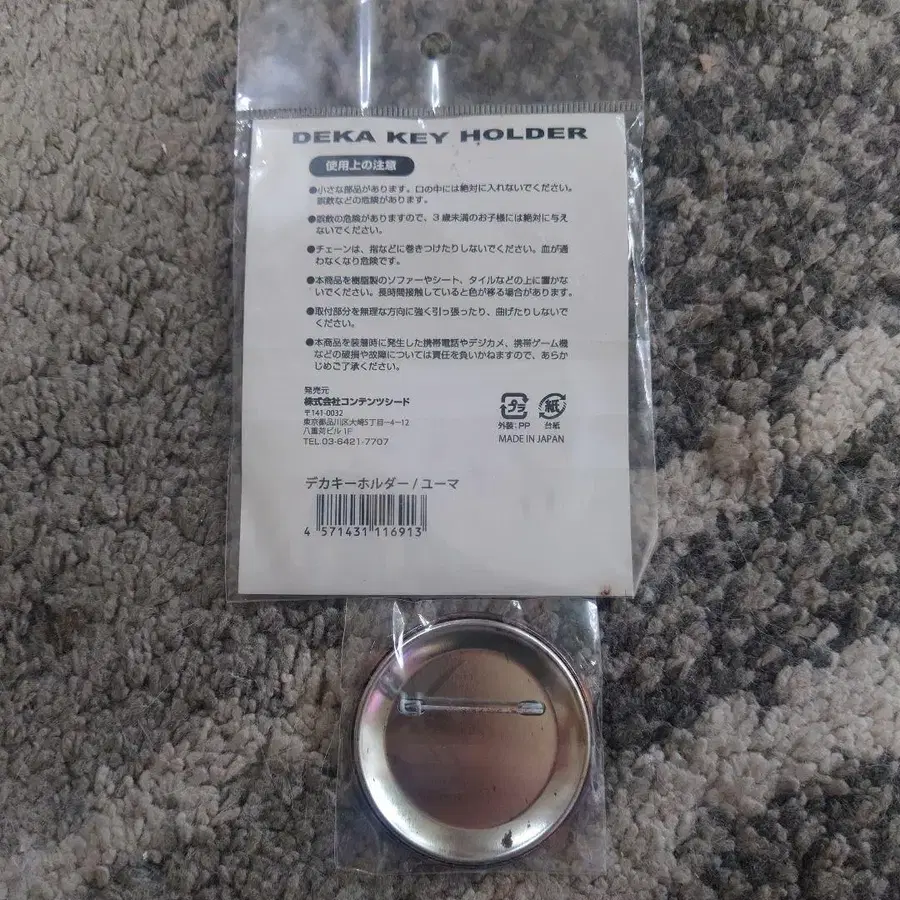 DEKA KEY HOLDER
使用上の注意
●小さな部品があります。口の中には絶対に入れないでください。
誤飲などの危険があります。
●誤飲の危険がありますので、3歳未満のお子様には絶対に与え
ないでください。
●チェーンは、指などに巻きつけたりしないでください。血が通
わなくなり危険です。
●本商品を樹脂製のソファーやシート、タイルなどの上に置かな
いでください。長時間接触していると色が移る場合があります。
●取付部分を無理な方向に強く引っ張ったり、曲げたりしないで
ください。
●本商品を装着時に発生した携帯電話やデジカメ、携帯ゲーム機
などの破損や故障については責任を負いかねますので、あらか
じめご了承ください。
発売元
株式会社コンテンツシード
〒141-0032
東京都品川区大崎5丁目-4-12
八重苅ビル 1F
TEL 03-6421-7707
プラ 紙
外装:PP 台紙
MADE IN JAPAN
デカキーホルダー / ユーマ
4 571431 116913